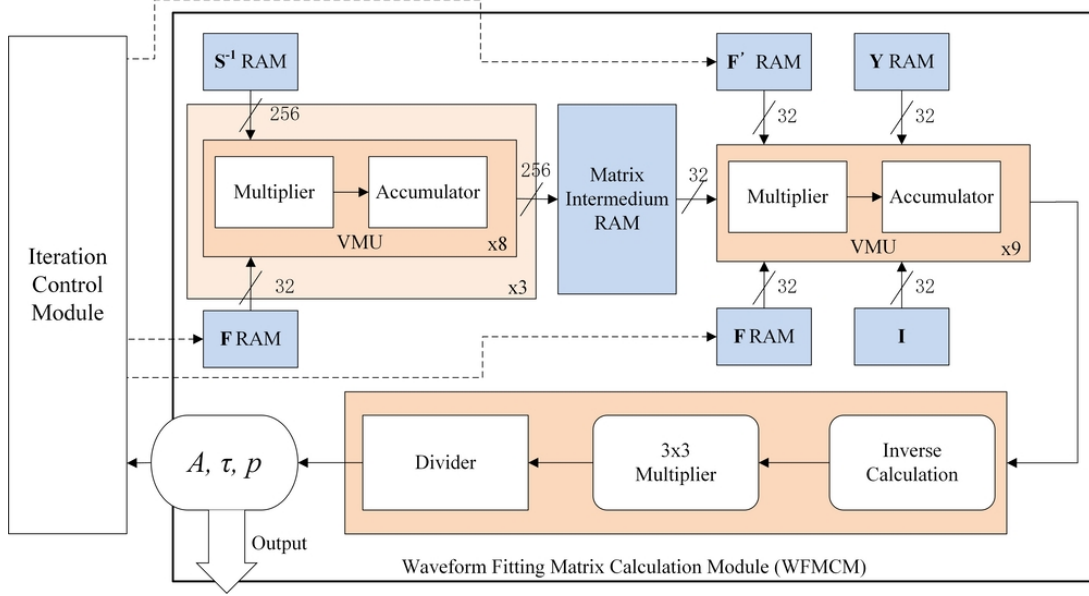 S⁻¹ RAM
F' RAM
Y RAM
256
32
32
Multiplier
Accumulator
VMU
x8
x3
256
Matrix
Intermedium
RAM
32
Multiplier
Accumulator
VMU
x9
32
32
32
F RAM
F RAM
I
Iteration
Control
Module
A, τ, p
Divider
3x3
Multiplier
Inverse
Calculation
Output
Waveform Fitting Matrix Calculation Module (WFMCM)